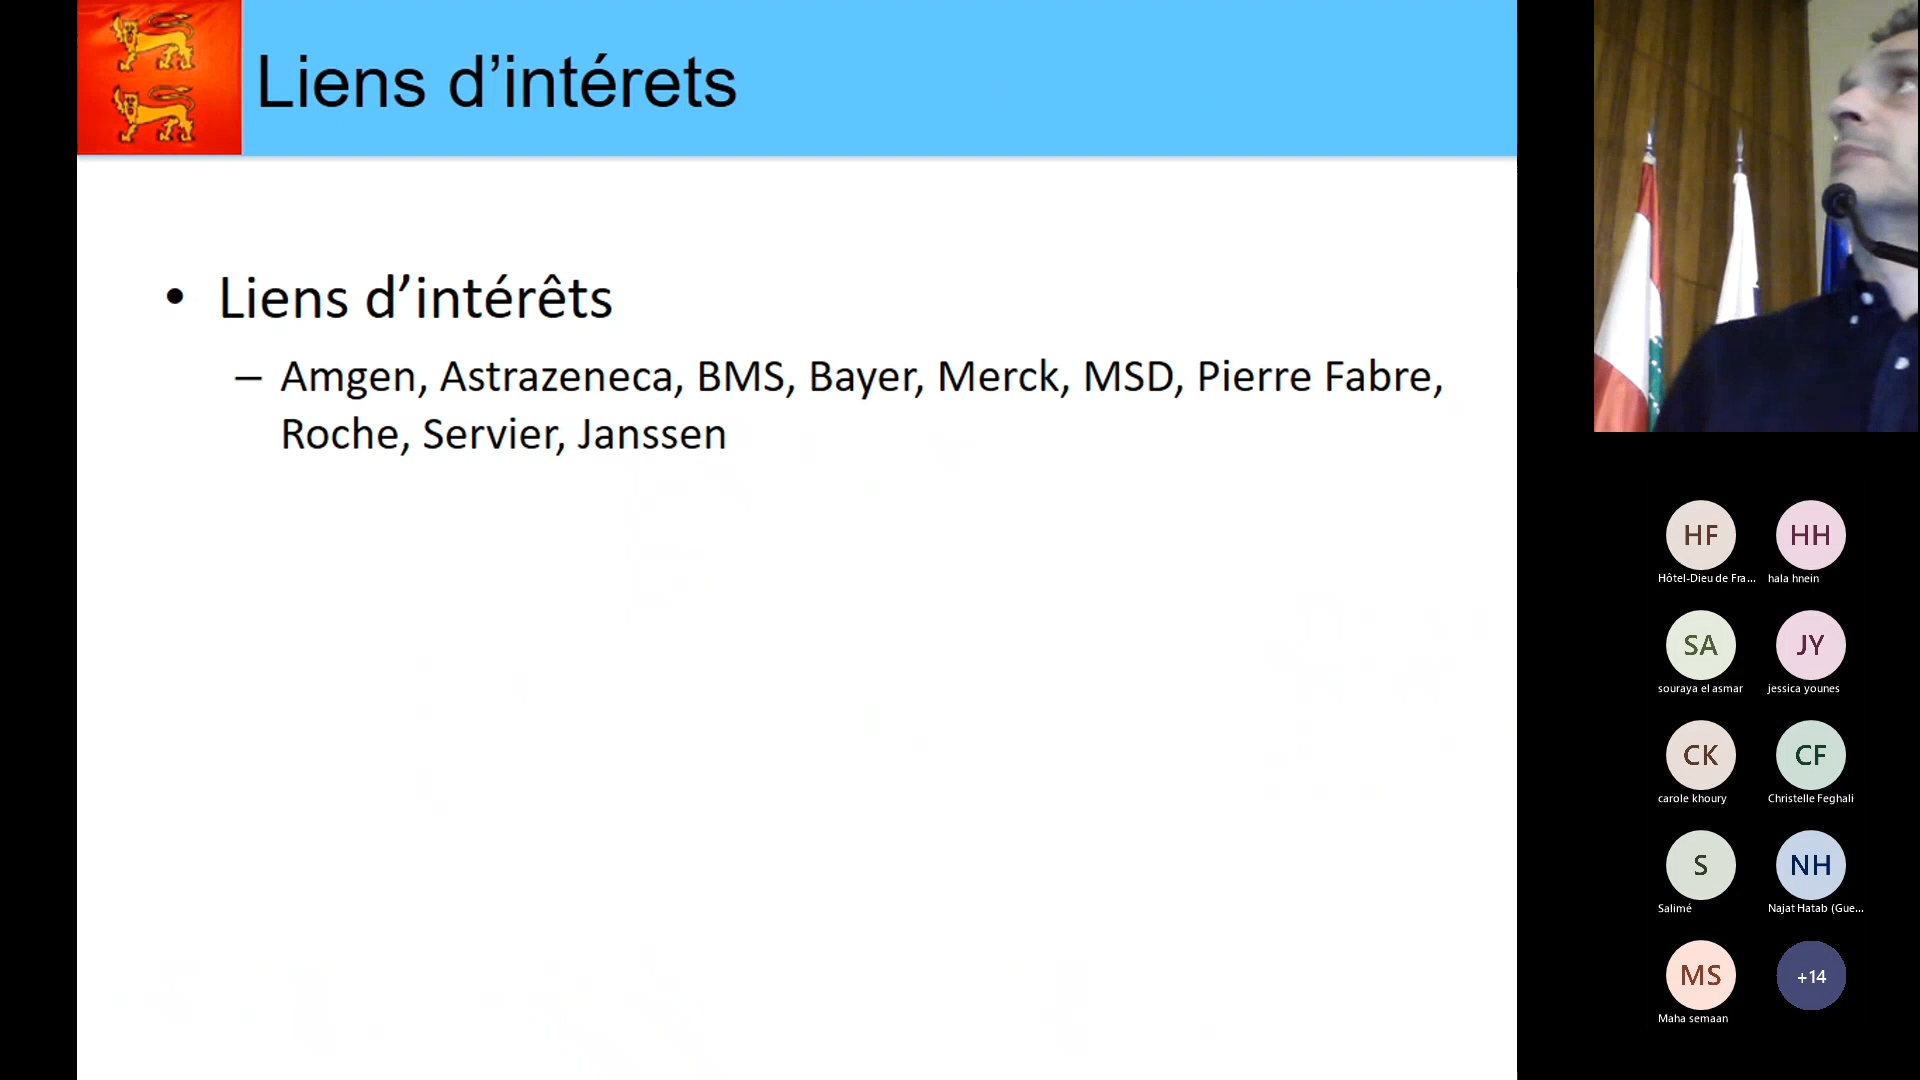 Liens d’intérets
• Liens d’intérêts
– Amgen, Astrazeneca, BMS, Bayer, Merck, MSD, Pierre Fabre,
Roche, Servier, Janssen
HF
HH
Hôtel-Dieu de Fra...
hala hnein
SA
JY
souraya el asmar
jessica younes
CK
CF
carole khoury
Christelle Feghali
S
NH
Salimé
Najat Hatab (Gue...
MS
+14
Maha semaan